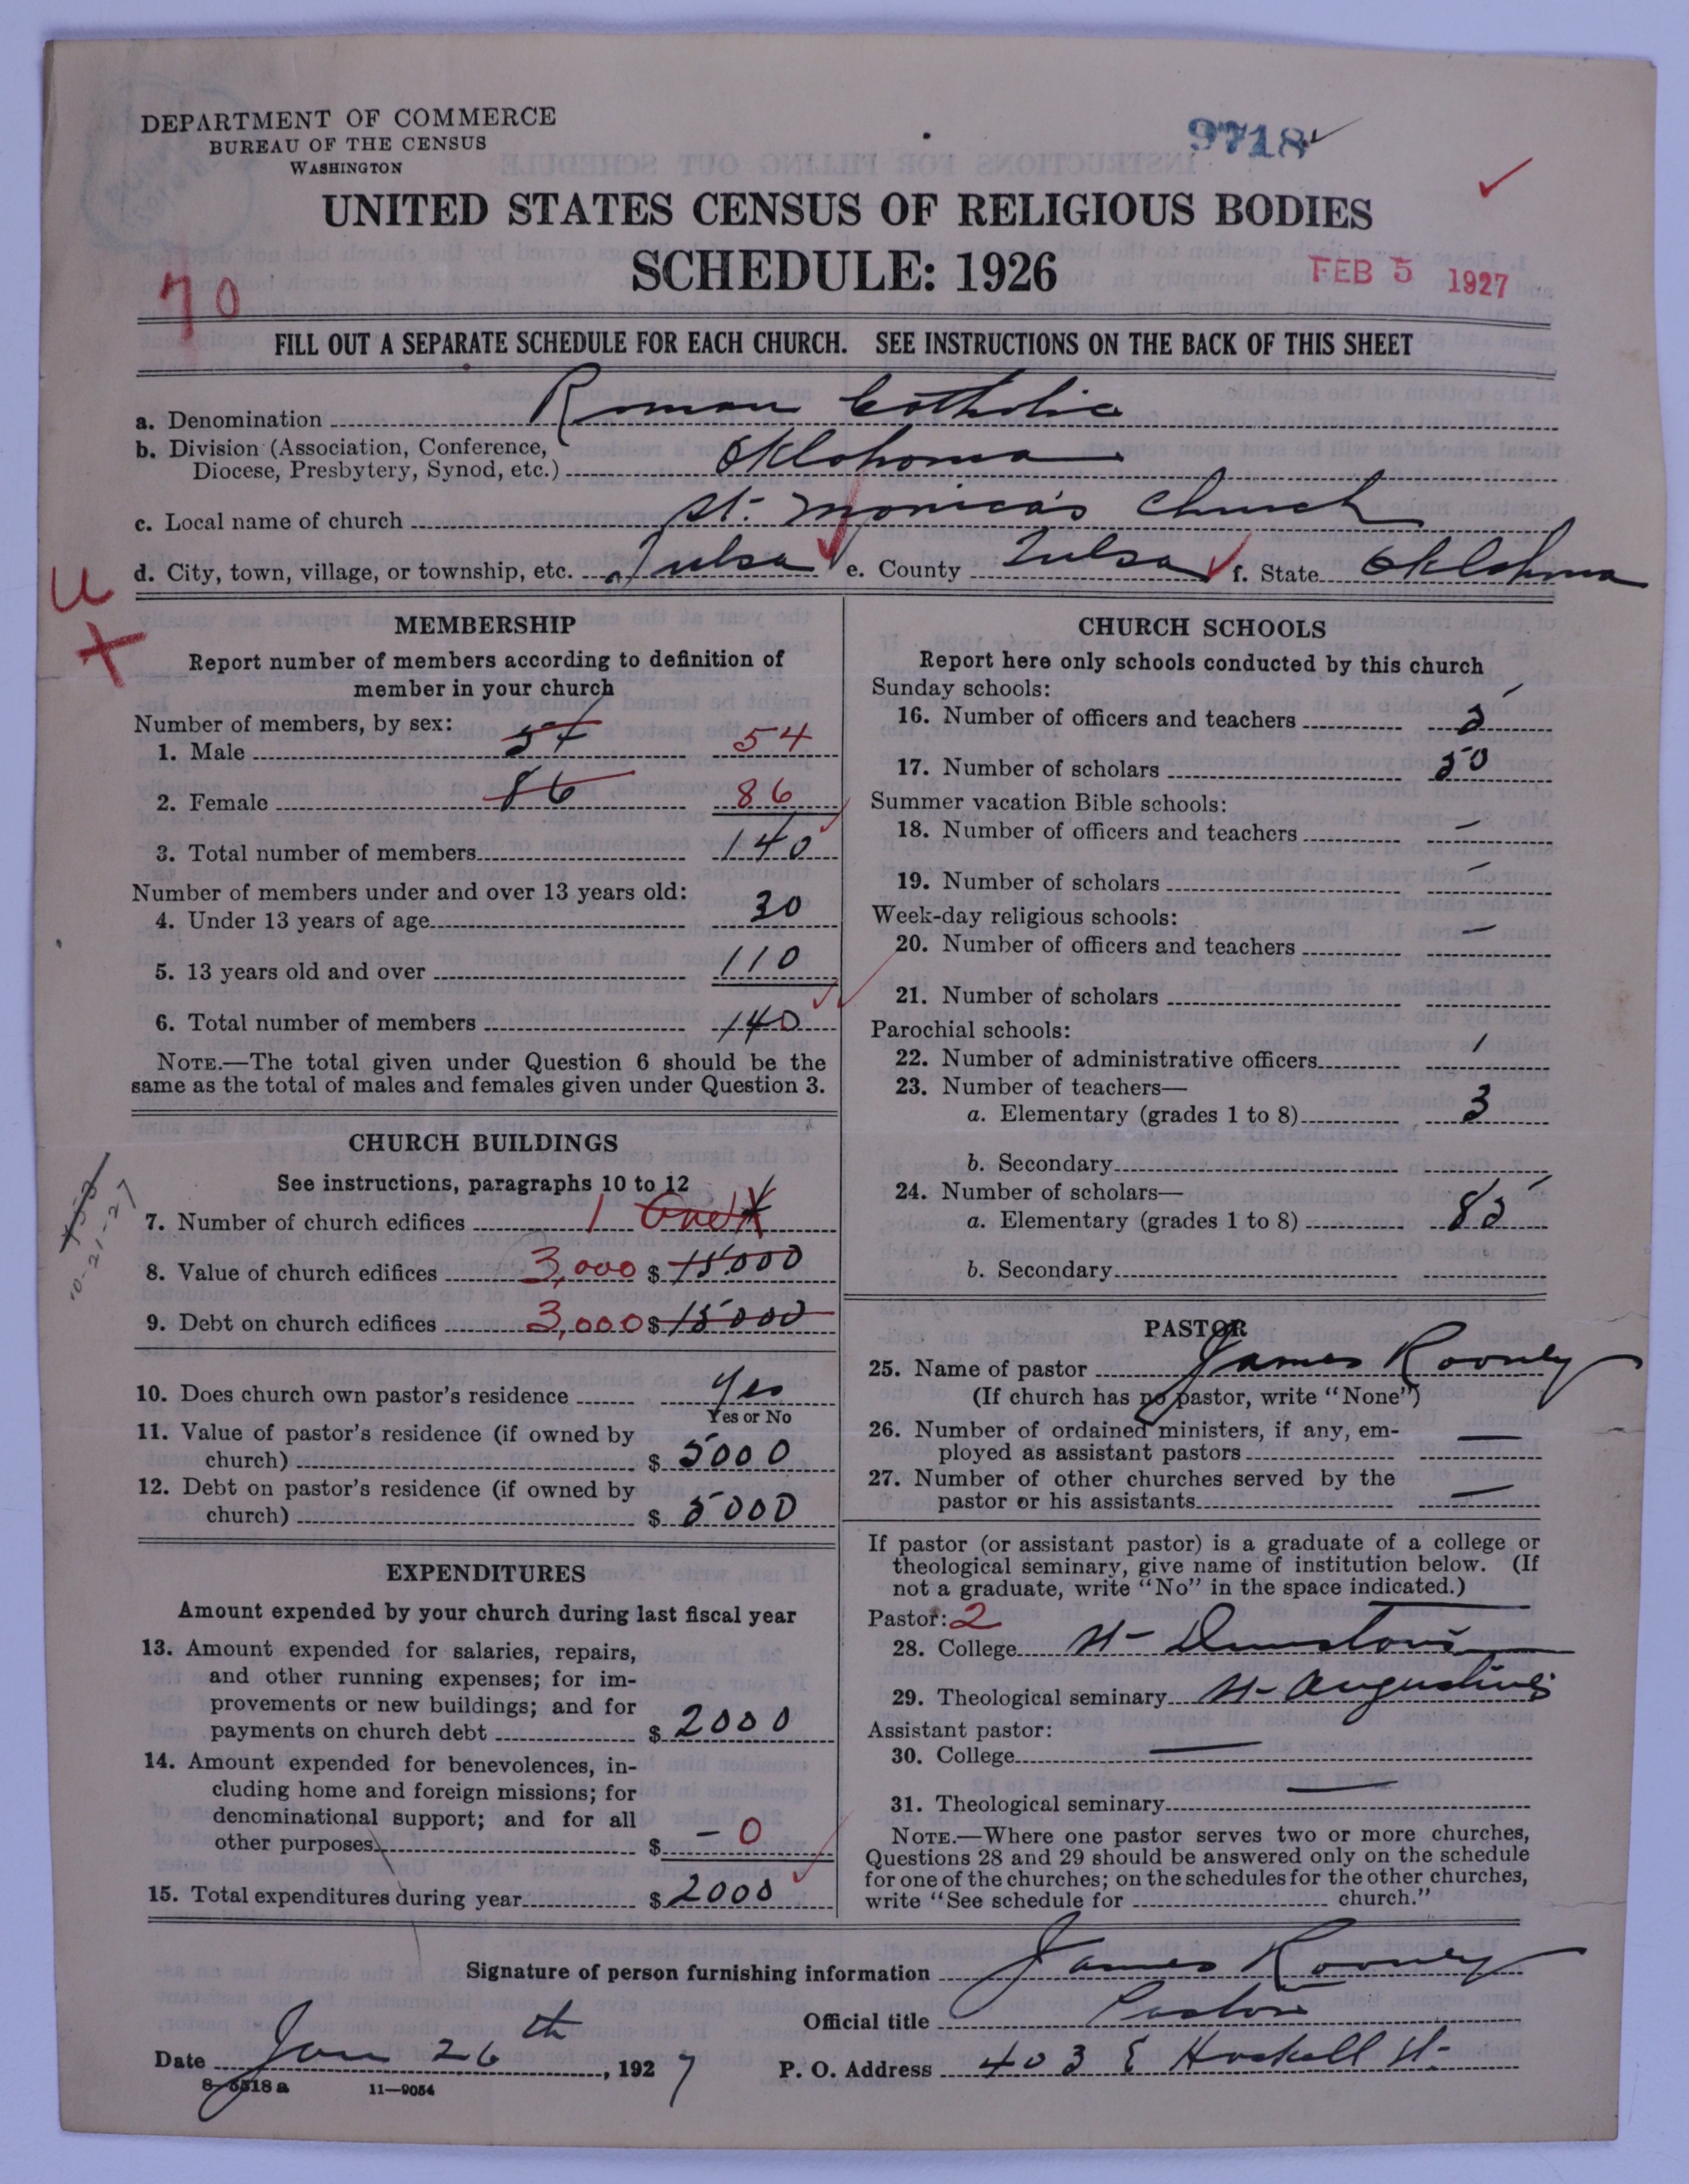 DEPARTMENT OF COMMERCE
BUREAU OF THE CENSUS
WASHINGTON
9718
UNITED STATES CENSUS OF RELIGIOUS BODIES
SCHEDULE: 1926
FEB 5 1927
70
FILL OUT A SEPARATE SCHEDULE FOR EACH CHURCH. SEE INSTRUCTIONS ON THE BACK OF THIS SHEET
a. Denomination Roman Catholic
b. Division (Association, Conference,
Diocese, Presbytery, Synod, etc.) Oklahoma
c. Local name of church St. Monica's Church
d. City, town, village, or township, etc. Tulsa e. County Tulsa f. State Oklahoma
U
+
MEMBERSHIP
Report number of members according to definition of
member in your church
Number of members, by sex:
1. Male 54 54
2. Female 86 86
3. Total number of members 140
Number of members under and over 13 years old:
4. Under 13 years of age 30
5. 13 years old and over 110
6. Total number of members 140
NOTE.—The total given under Question 6 should be the
same as the total of males and females given under Question 3.
CHURCH BUILDINGS
See instructions, paragraphs 10 to 12
7. Number of church edifices 1 One
8. Value of church edifices 3,000 $ 15000
9. Debt on church edifices 3,000 $ 15000
10-21-27
10. Does church own pastor's residence Yes
Yes or No
11. Value of pastor's residence (if owned by
church) $ 5000
12. Debt on pastor's residence (if owned by
church) $ 5000
EXPENDITURES
Amount expended by your church during last fiscal year
13. Amount expended for salaries, repairs,
and other running expenses; for im-
provements or new buildings; and for
payments on church debt $ 2000
14. Amount expended for benevolences, in-
cluding home and foreign missions; for
denominational support; and for all
other purposes $ – 0
15. Total expenditures during year $ 2000
CHURCH SCHOOLS
Report here only schools conducted by this church
Sunday schools:
16. Number of officers and teachers 2
17. Number of scholars 50
Summer vacation Bible schools:
18. Number of officers and teachers –
19. Number of scholars –
Week-day religious schools:
20. Number of officers and teachers –
21. Number of scholars
Parochial schools:
22. Number of administrative officers 1
23. Number of teachers—
a. Elementary (grades 1 to 8) 3
b. Secondary
24. Number of scholars—
a. Elementary (grades 1 to 8) 85
b. Secondary
PASTOR
25. Name of pastor James Rooney
(If church has no pastor, write "None")
26. Number of ordained ministers, if any, em-
ployed as assistant pastors —
27. Number of other churches served by the
pastor or his assistants —
If pastor (or assistant pastor) is a graduate of a college or
theological seminary, give name of institution below. (If
not a graduate, write "No" in the space indicated.)
Pastor: 2
28. College St Dunstons
29. Theological seminary St Augustines
Assistant pastor:
30. College —
31. Theological seminary —
NOTE.—Where one pastor serves two or more churches,
Questions 28 and 29 should be answered only on the schedule
for one of the churches; on the schedules for the other churches,
write "See schedule for church."
Signature of person furnishing information James Rooney
Official title Pastor
Date Jan 26th, 1927 P. O. Address 403 E Haskell St.
8-5518a 11—9054